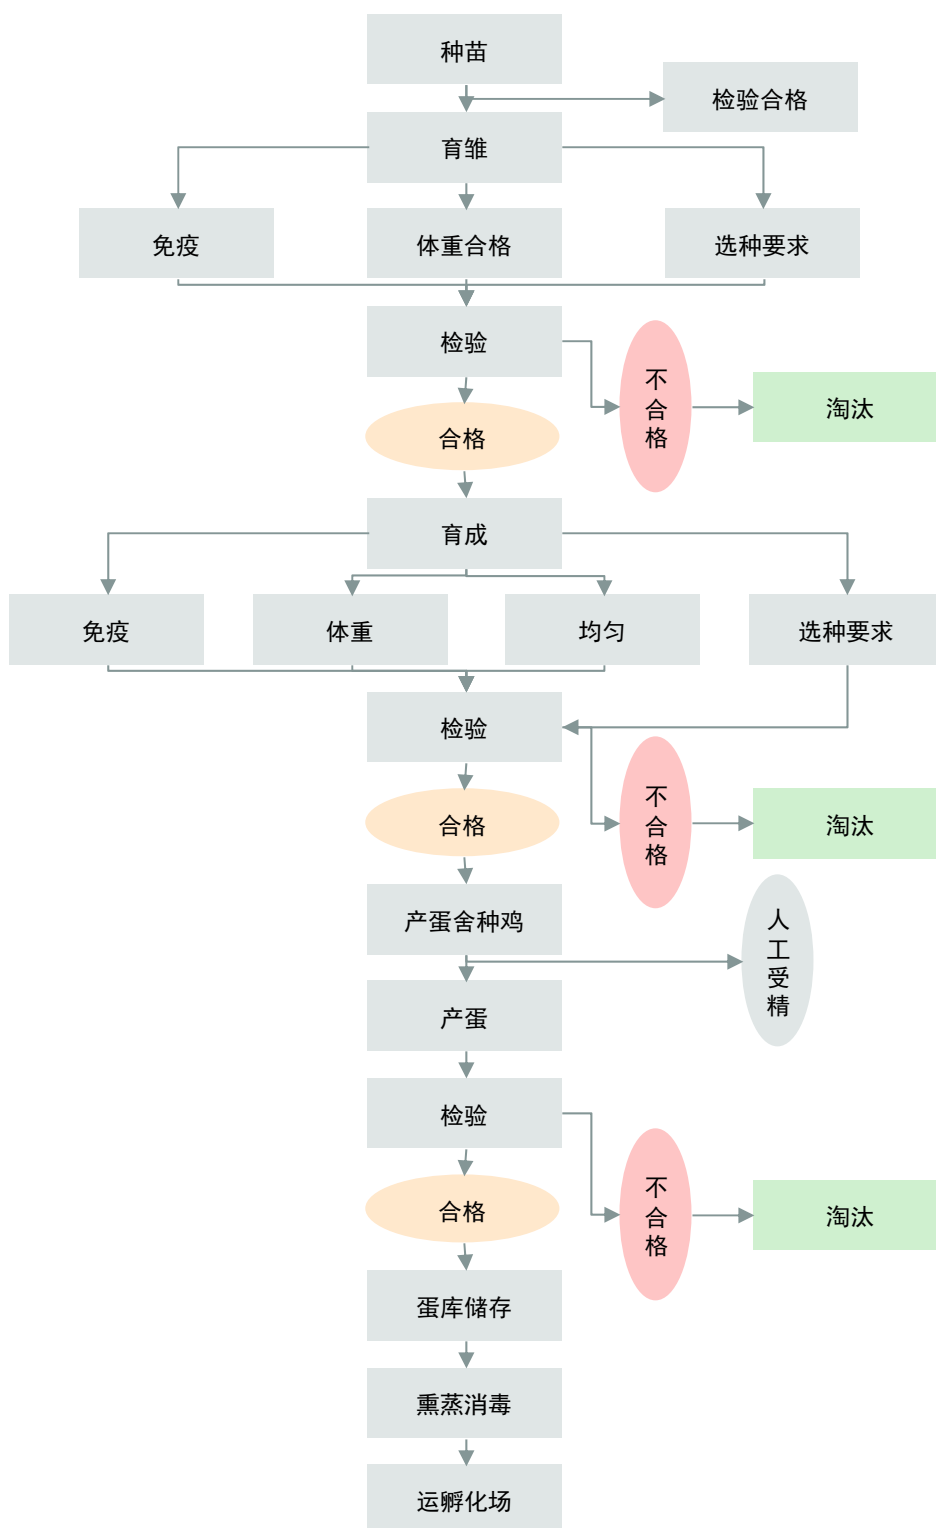 种苗
检验合格
育雏
免疫
体重合格
选种要求
检验
不合格
淘汰
合格
育成
免疫
体重
均匀
选种要求
检验
不合格
淘汰
合格
产蛋舍种鸡
人工受精
产蛋
检验
不合格
淘汰
合格
蛋库储存
熏蒸消毒
运孵化场